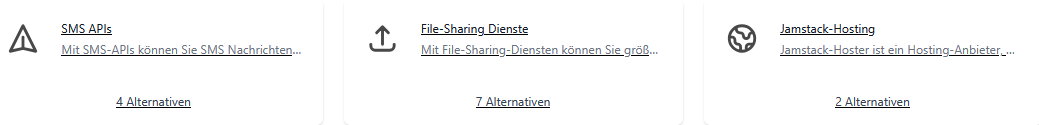 SMS APIs
Mit SMS-APIs können Sie SMS Nachrichten...
4 Alternativen
File-Sharing Dienste
Mit File-Sharing-Diensten können Sie größ...
7 Alternativen
Jamstack-Hosting
Jamstack-Hoster ist ein Hosting-Anbieter, ...
2 Alternativen